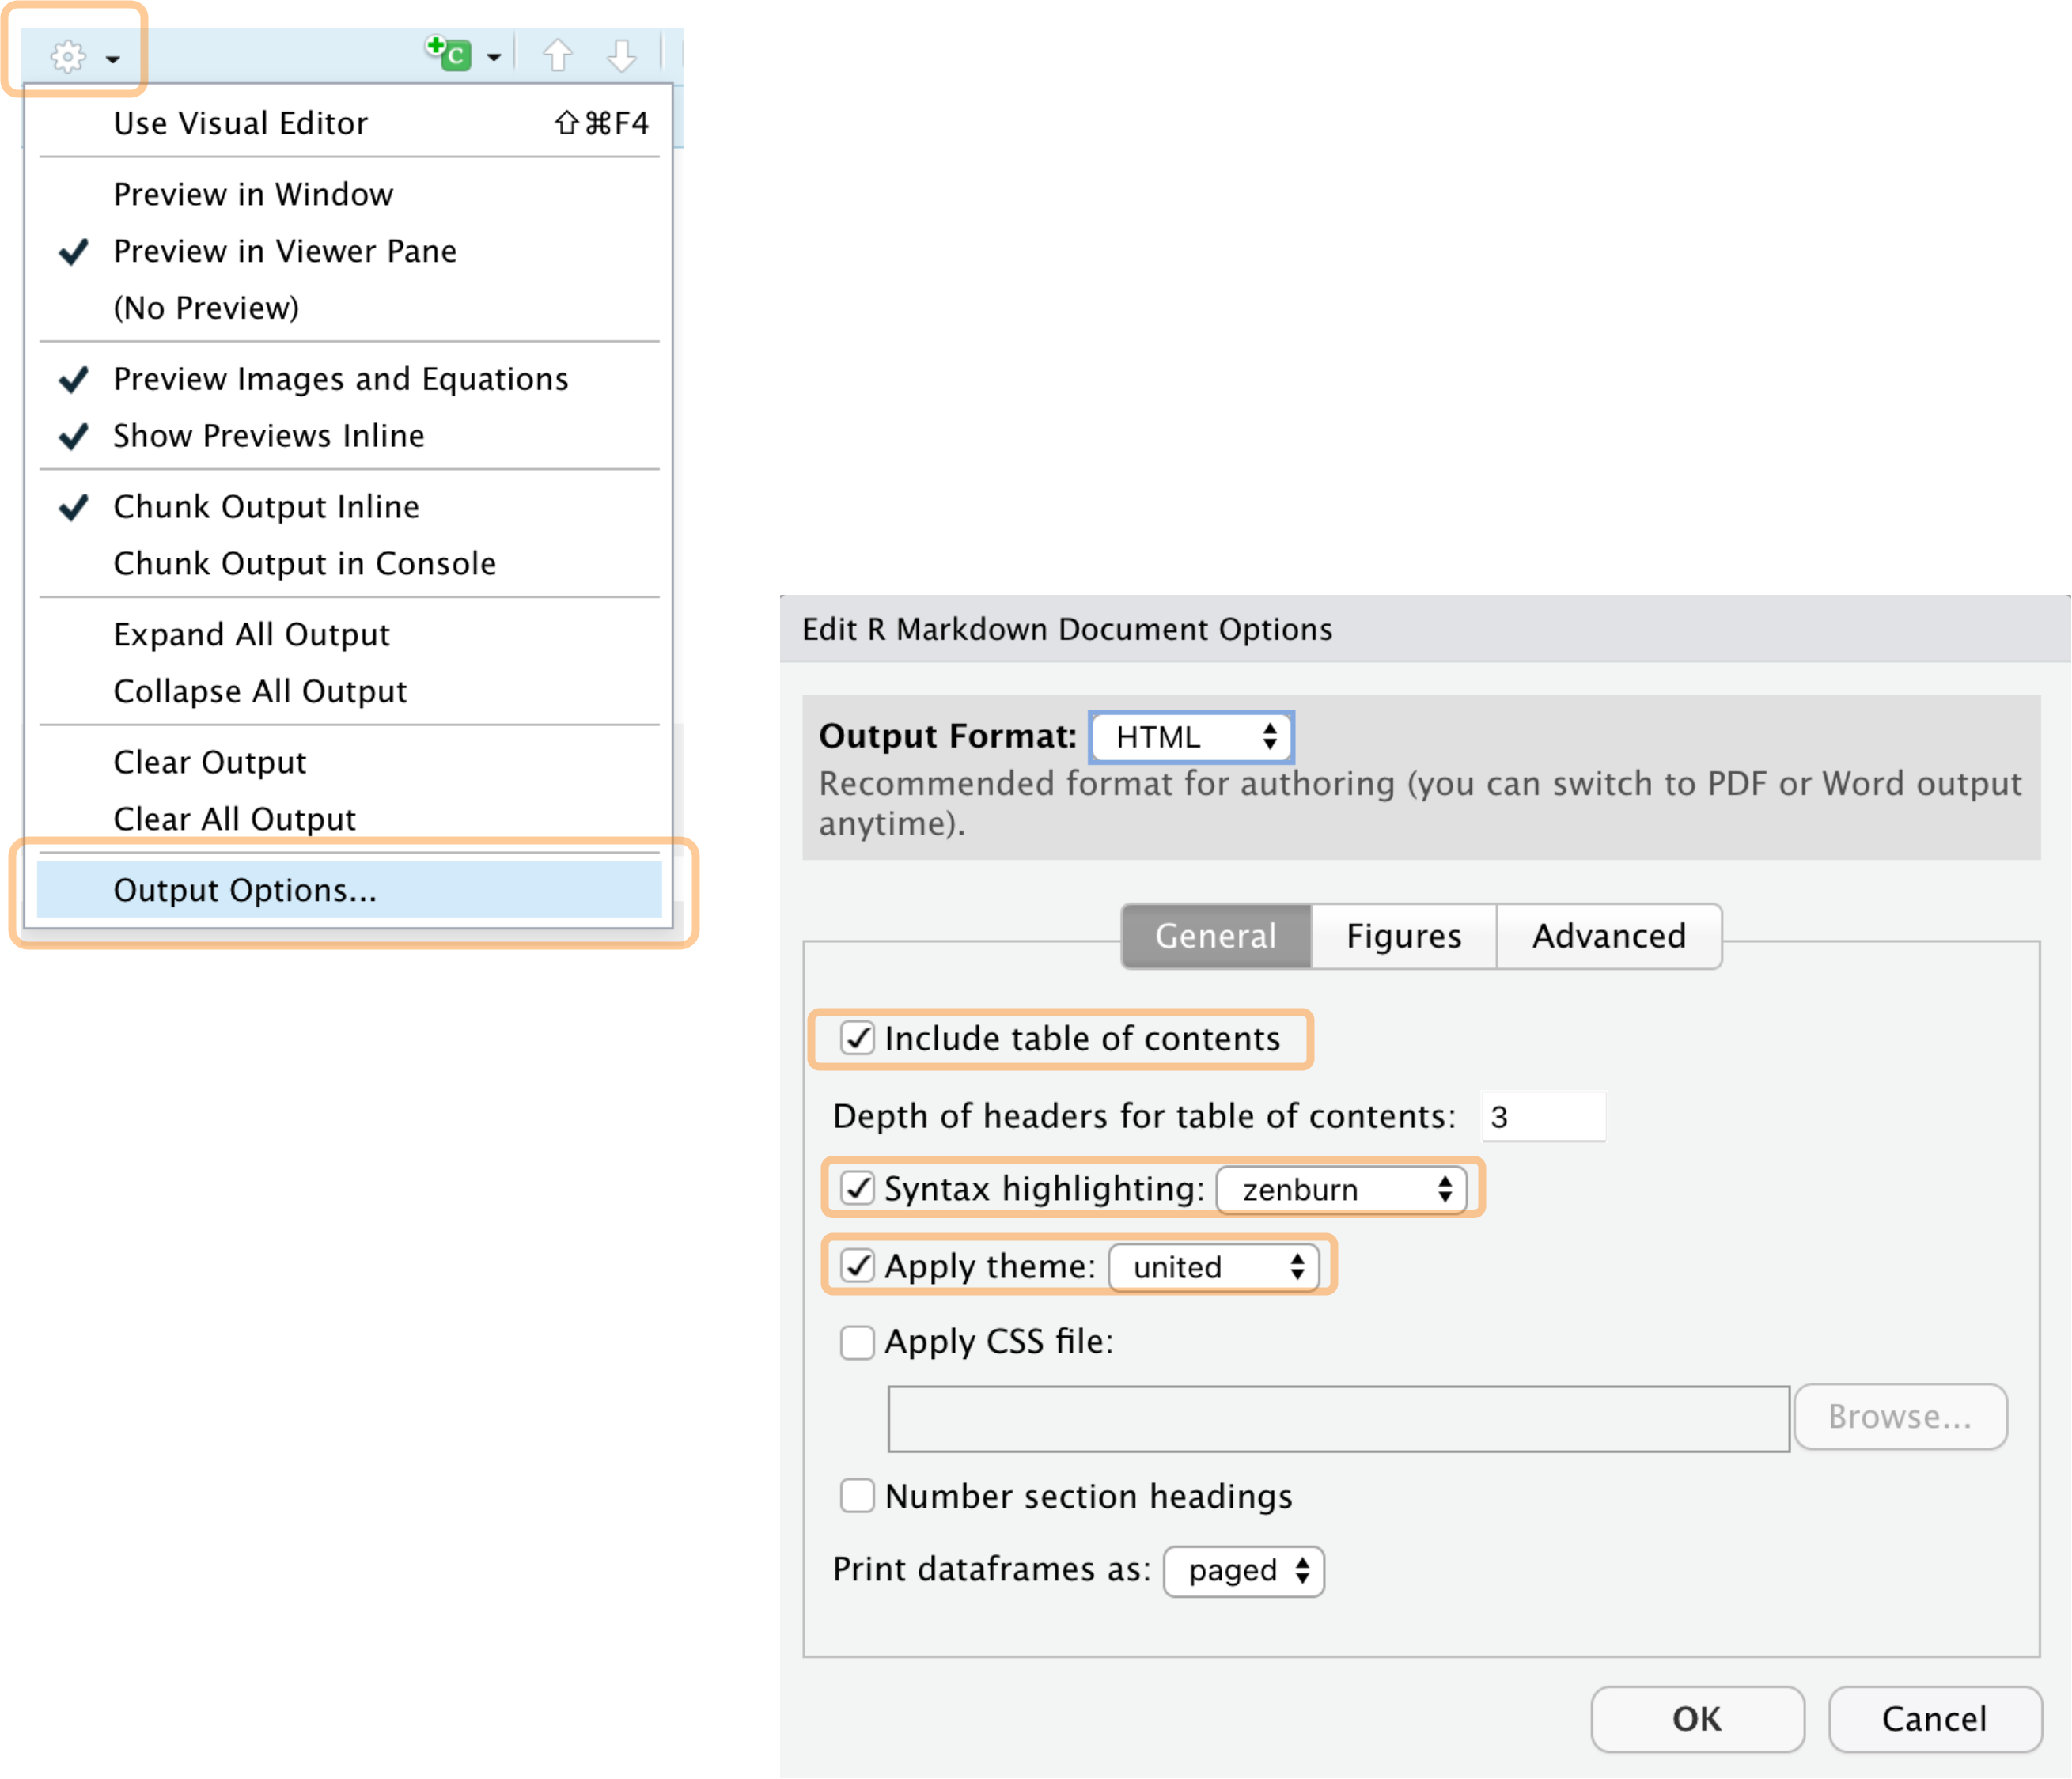 C
Use Visual Editor ⇧⌘F4
Preview in Window
Preview in Viewer Pane
(No Preview)
Preview Images and Equations
Show Previews Inline
Chunk Output Inline
Chunk Output in Console
Expand All Output
Collapse All Output
Clear Output
Clear All Output
Output Options...
Edit R Markdown Document Options
Output Format: HTML
Recommended format for authoring (you can switch to PDF or Word output
anytime).
General Figures Advanced
Include table of contents
Depth of headers for table of contents: 3
Syntax highlighting: zenburn
Apply theme: united
Apply CSS file:
Browse...
Number section headings
Print dataframes as: paged
OK Cancel